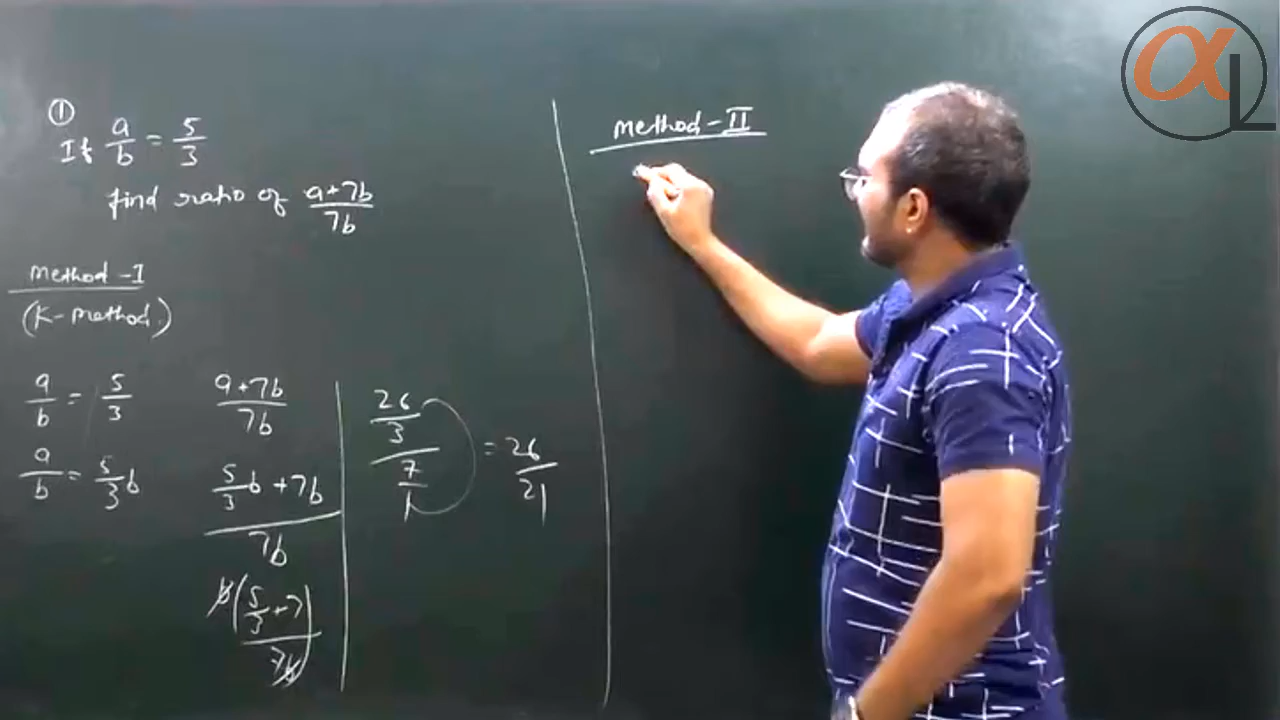 ①
If a/b = 5/3
find ratio of a+7b/7b
Method-I
(K-Method.)
a/b = 5/3
a/b = 5/3 b
a+7b/7b
5/3 b + 7b/7b
b(5/3+7)/7b
26/3/7/1 = 26/21
Method-II
αL